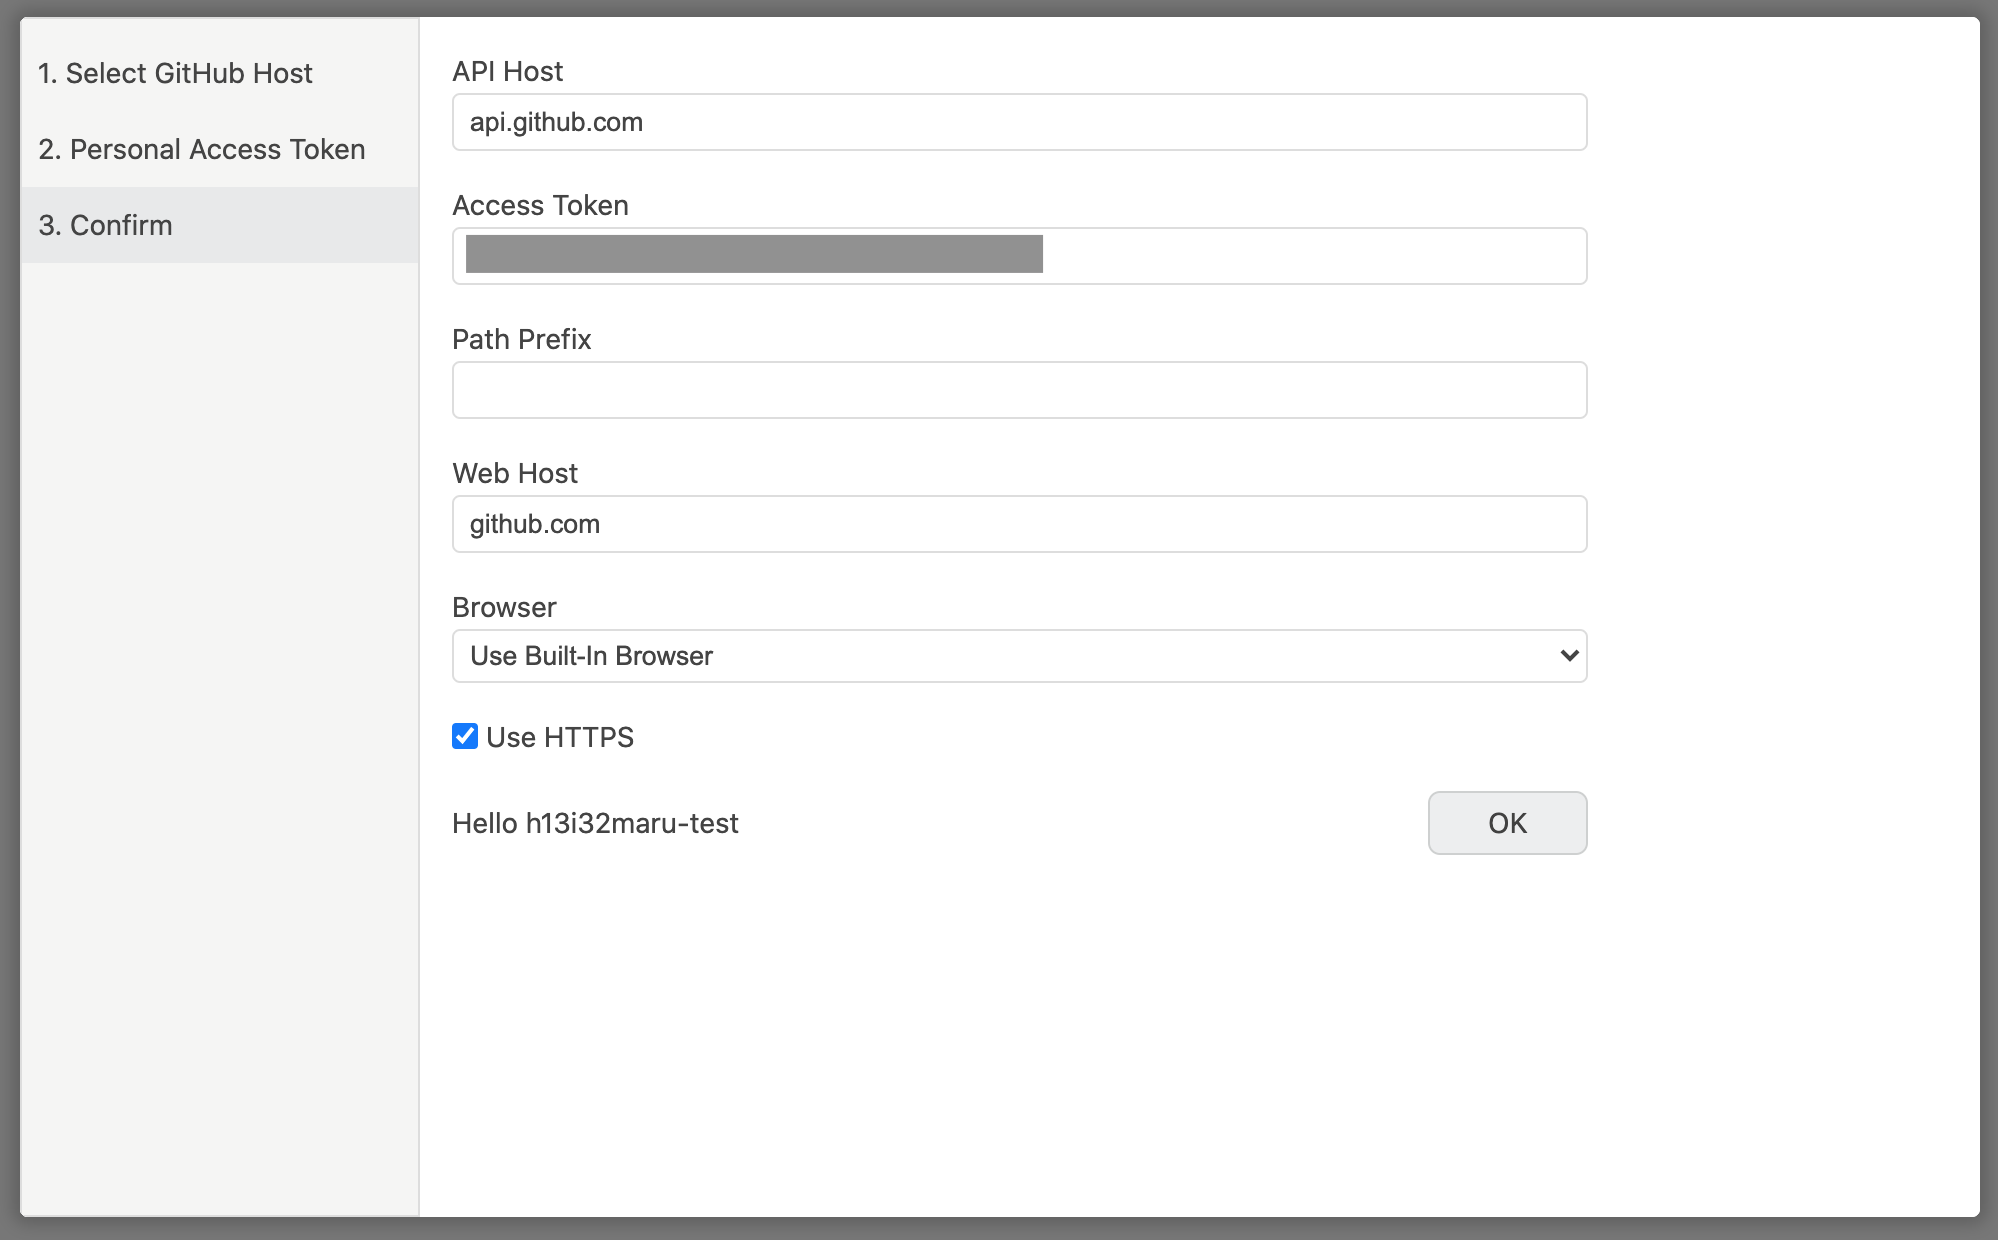 1. Select GitHub Host
2. Personal Access Token
3. Confirm
API Host
api.github.com
Access Token
Path Prefix
Web Host
github.com
Browser
Use Built-In Browser
Use HTTPS
Hello h13i32maru-test
OK